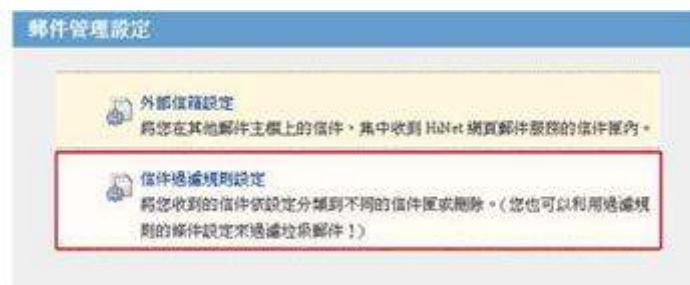 郵件管理設定
外部信箱設定
將您在其他郵件主機上的信件,集中收到 HiNet 網頁郵件服務的信件匣內。
信件過濾規則設定
將您收到的信件依設定分類到不同的信件匣或刪除。(您也可以利用過濾規
則的條件設定來過濾垃圾郵件!)